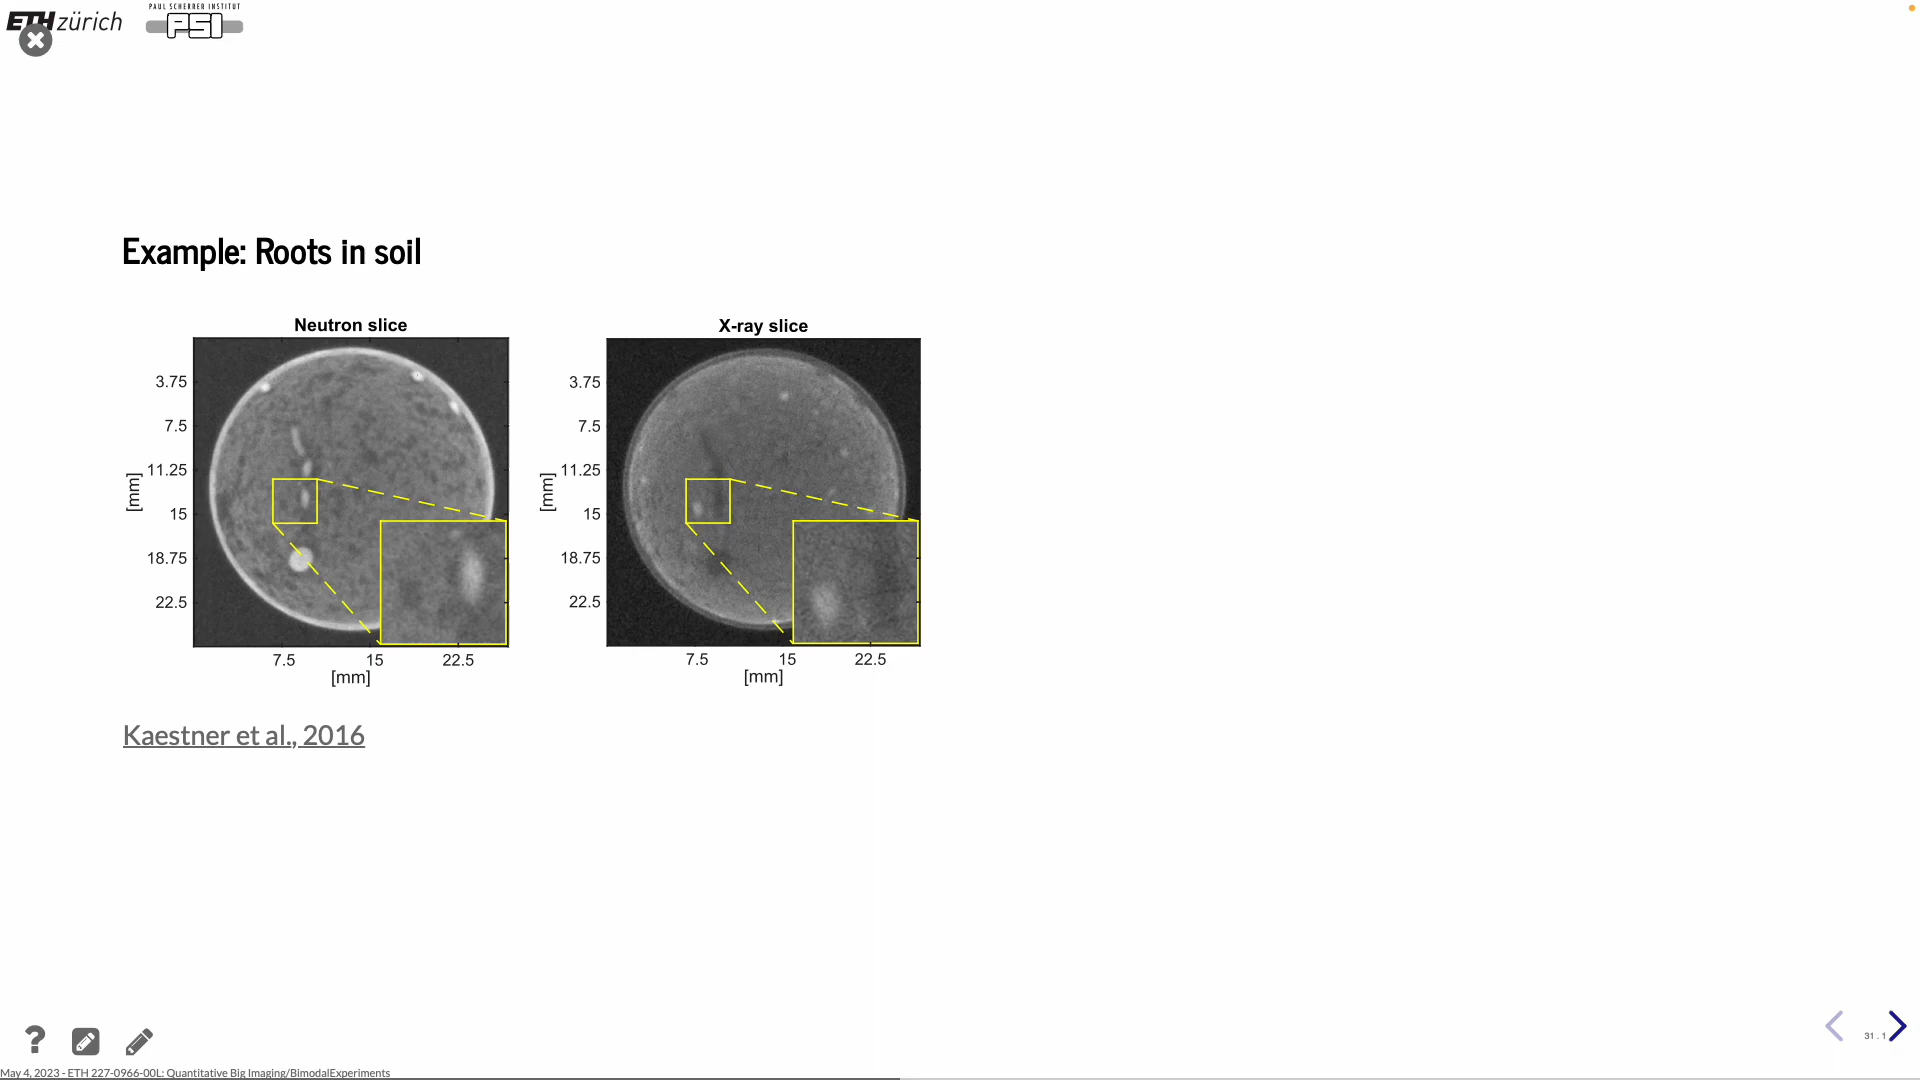 ETH zürich
PAUL SCHERRER INSTITUT
PSI
Example: Roots in soil
Neutron slice
3.75
7.5
11.25
15
18.75
22.5
[mm]
7.5 15 22.5
[mm]
X-ray slice
3.75
7.5
11.25
15
18.75
22.5
[mm]
7.5 15 22.5
[mm]
Kaestner et al., 2016
31 . 1
May 4, 2023 - ETH 227-0966-00L: Quantitative Big Imaging/BimodalExperiments